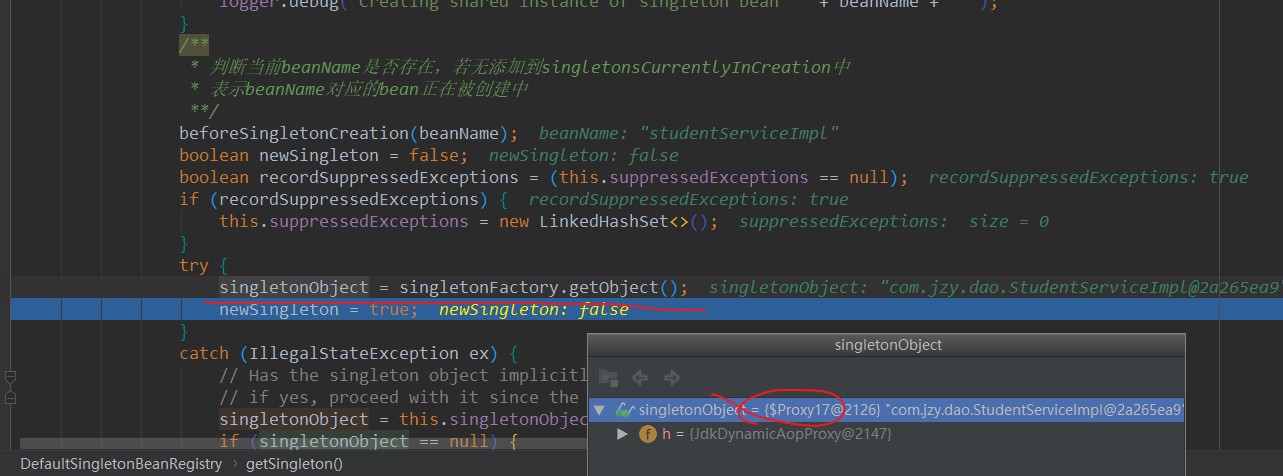 logger.debug("Creating shared instance of singleton bean '" + beanName + "'");
}
/**
* 判断当前beanName是否存在，若无添加到singletonsCurrentlyInCreation中
* 表示beanName对应的bean正在被创建中
**/
beforeSingletonCreation(beanName); beanName: "studentServiceImpl"
boolean newSingleton = false; newSingleton: false
boolean recordSuppressedExceptions = (this.suppressedExceptions == null); recordSuppressedExceptions: true
if (recordSuppressedExceptions) { recordSuppressedExceptions: true
this.suppressedExceptions = new LinkedHashSet<>(); suppressedExceptions: size = 0
}
try {
singletonObject = singletonFactory.getObject(); singletonObject: "com.jzy.dao.StudentServiceImpl@2a265ea9"
newSingleton = true; newSingleton: false
}
catch (IllegalStateException ex) {
// Has the singleton object implicitl
// if yes, proceed with it since the
singletonObject = this.singletonObjec
if (singletonObject == null) {
singletonObject
singletonObject = {$Proxy17@2126} "com.jzy.dao.StudentServiceImpl@2a265ea9"
f h = {JdkDynamicAopProxy@2147}
DefaultSingletonBeanRegistry › getSingleton()